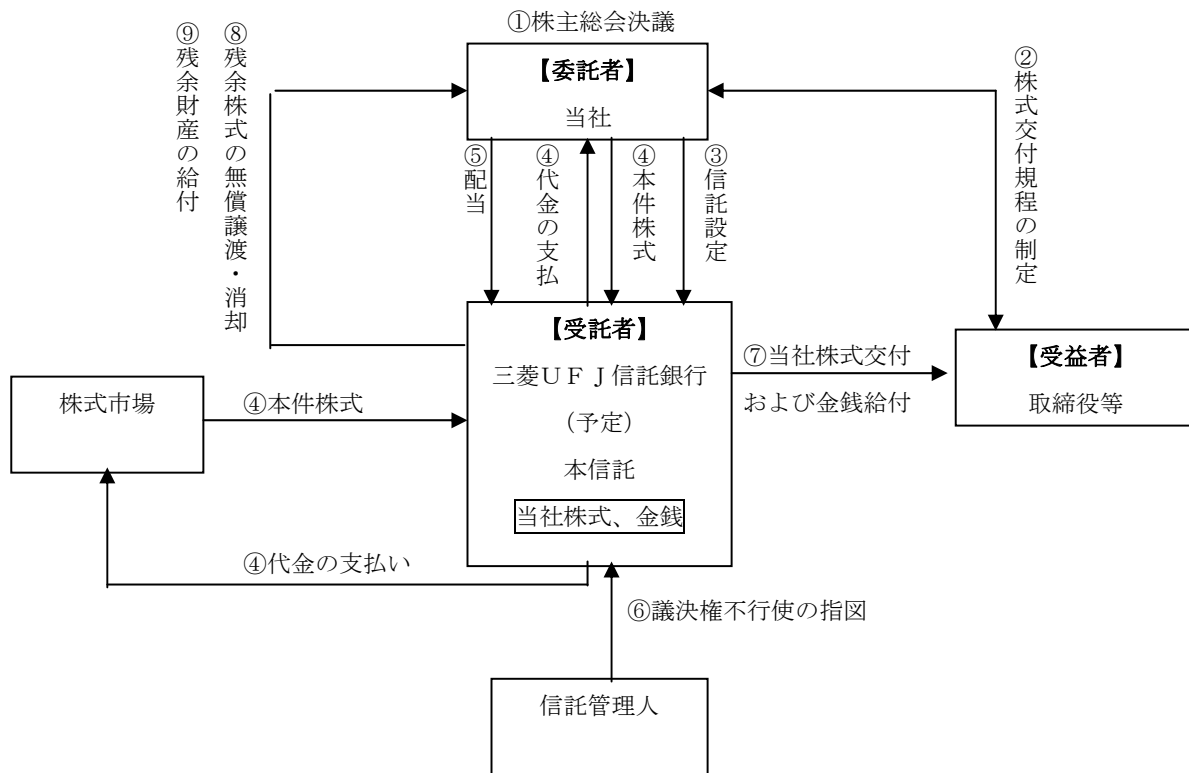 ①株主総会決議
【委託者】
当社
⑨残余財産の給付
⑧残余株式の無償譲渡・消却
⑤配当
④代金の支払
④本件株式
③信託設定
②株式交付規程の制定
【受託者】
三菱UFJ信託銀行
（予定）
本信託
当社株式、金銭
⑦当社株式交付
および金銭給付
【受益者】
取締役等
株式市場
④本件株式
④代金の支払い
⑥議決権不行使の指図
信託管理人